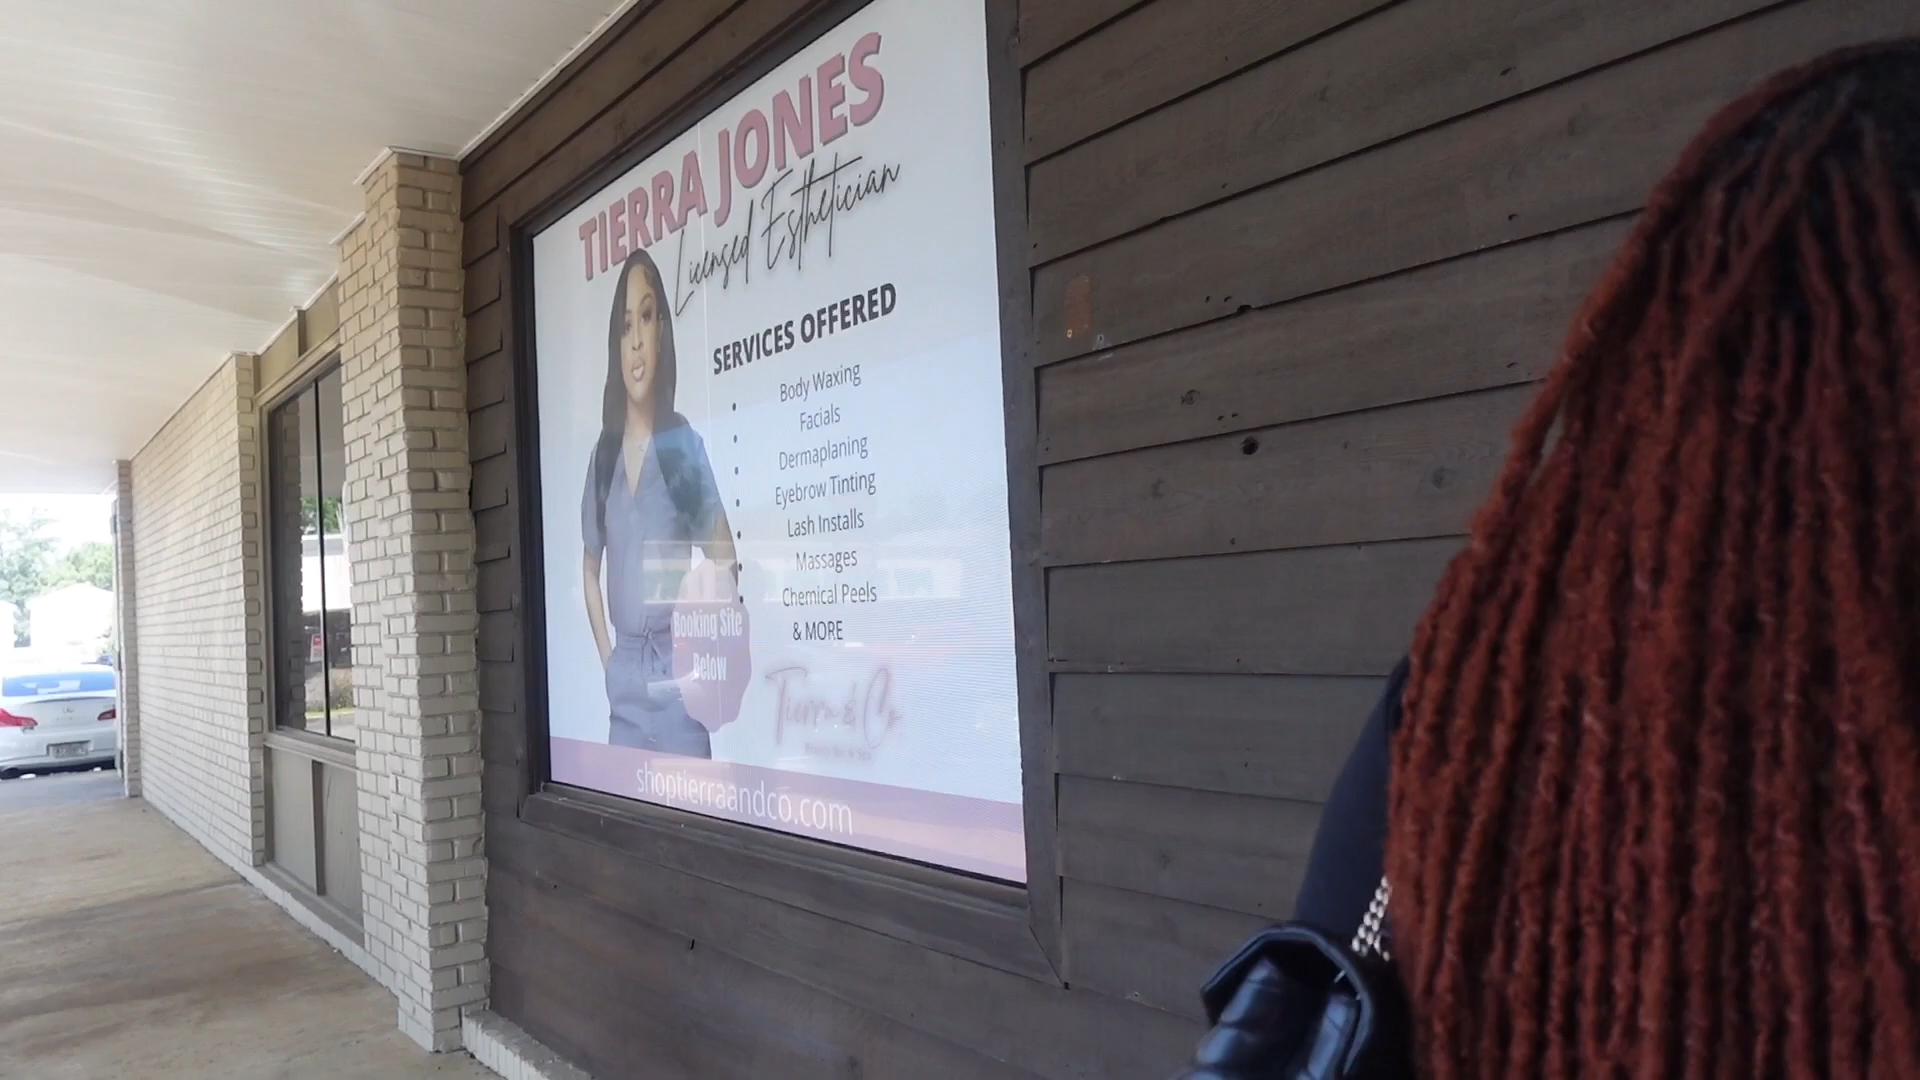 TIERRA JONES
Licensed Esthetician
SERVICES OFFERED
Body Waxing
Facials
Dermaplaning
Eyebrow Tinting
Lash Installs
Massages
Chemical Peels
& MORE
Booking Site
Below
Tierra & Co
shoptierraandco.com